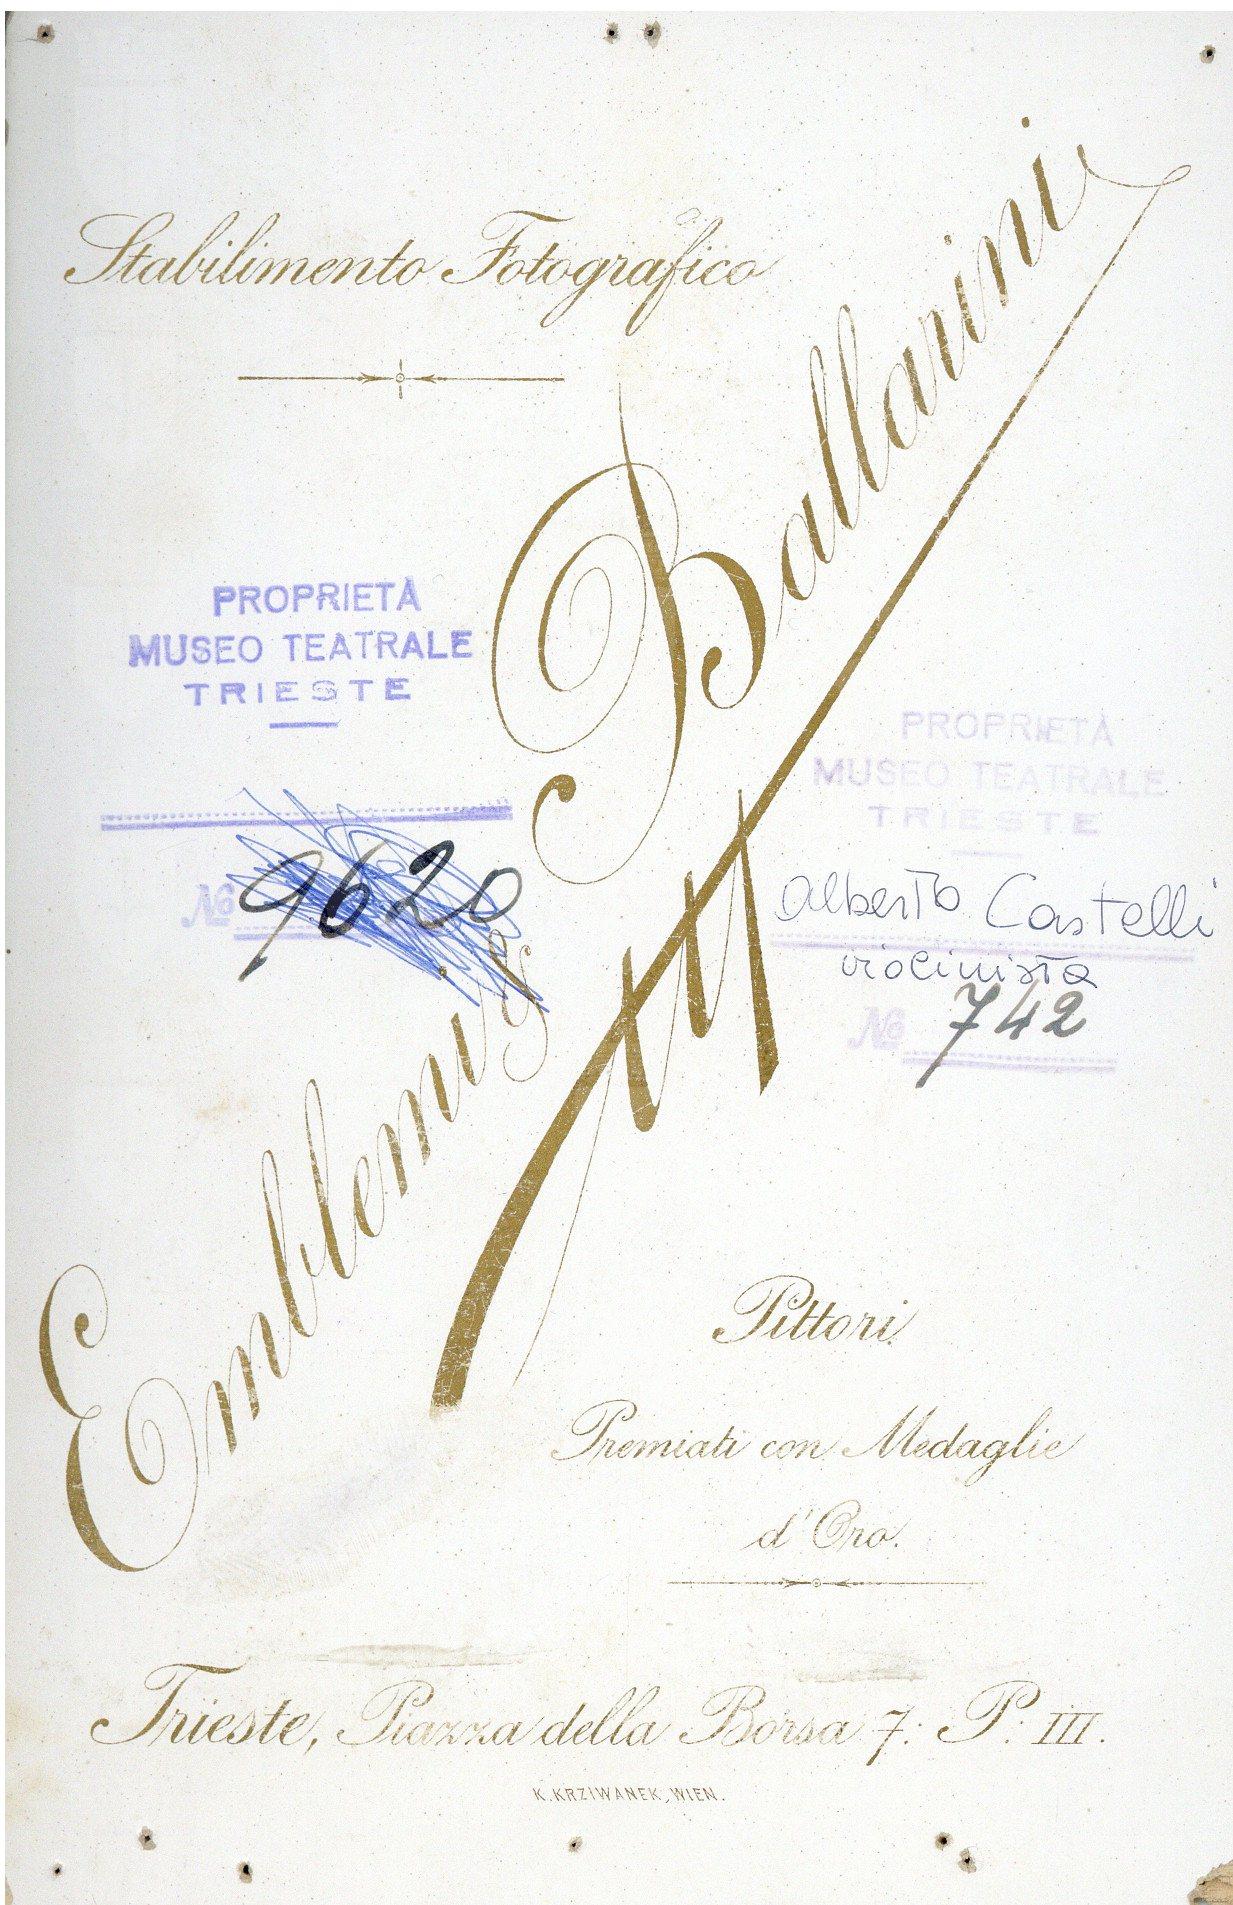 Stabilimento Fotografico
Emblemi & Ballarini
PROPRIETÀ
MUSEO TEATRALE
TRIESTE
No 9620
PROPRIETÀ
MUSEO TEATRALE
TRIESTE
Alberto Castelli
violinista
No 742
Pittori.
Premiati con Medaglie
d'Oro.
Trieste, Piazza della Borsa 7: P: III.
K. KRZIWANEK, WIEN.